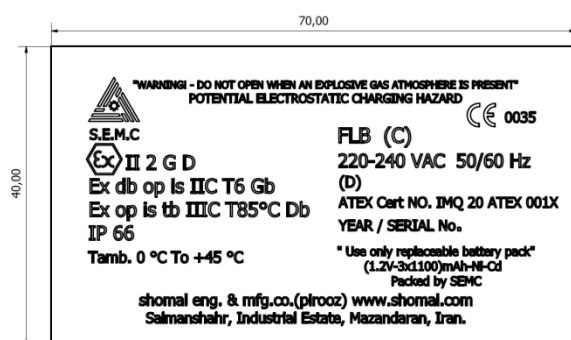 70,00
40,00
"WARNING! - DO NOT OPEN WHEN AN EXPLOSIVE GAS ATMOSPHERE IS PRESENT"
POTENTIAL ELECTROSTATIC CHARGING HAZARD
CE 0035
S.E.M.C
Ex II 2 G D
Ex db op is IIC T6 Gb
Ex op is tb IIIC T85°C Db
IP 66
Tamb. 0 °C To +45 °C
FLB (C)
220-240 VAC 50/60 Hz
(D)
ATEX Cert NO. IMQ 20 ATEX 001X
YEAR / SERIAL No.
" Use only replaceable battery pack"
(1.2V-3x1100)mAh-Ni-Cd
Packed by SEMC
shomal eng. & mfg.co.(pirooz) www.shomal.com
Salmanshahr, Industrial Estate, Mazandaran, Iran.